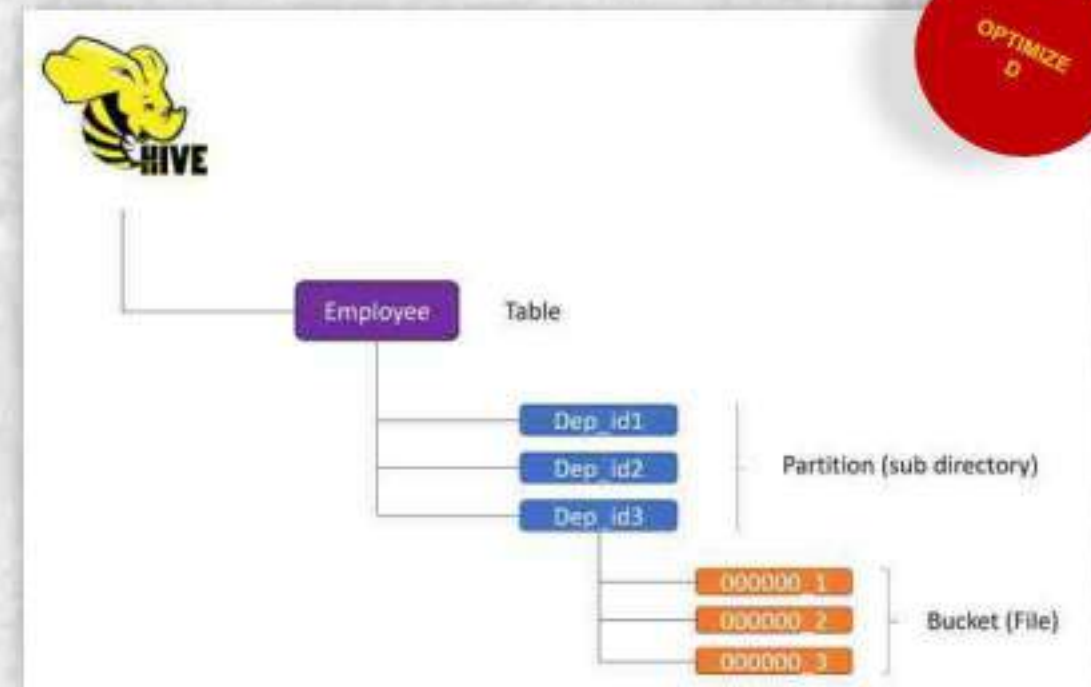 OPTIMIZE
D
HIVE
Employee
Table
Dep_id1
Dep_id2
Dep_id3
Partition (sub directory)
000000_1
000000_2
000000_3
Bucket (File)